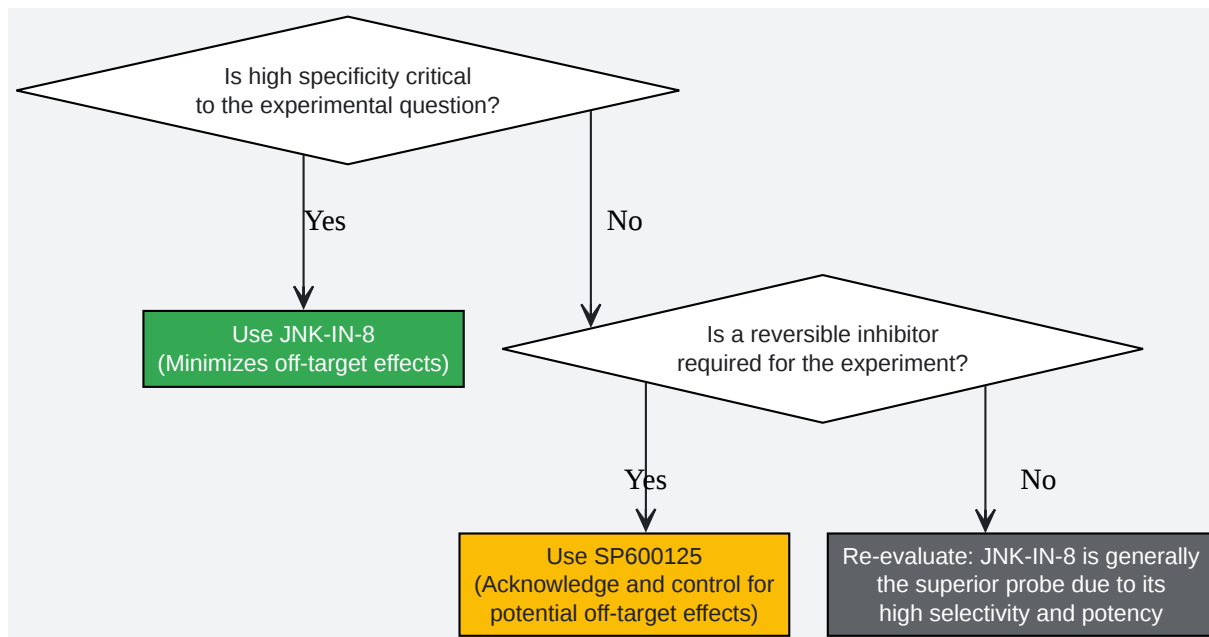 Is high specificity critical
to the experimental question?
Yes
No
Use JNK-IN-8
(Minimizes off-target effects)
Is a reversible inhibitor
required for the experiment?
Yes
No
Use SP600125
(Acknowledge and control for
potential off-target effects)
Re-evaluate: JNK-IN-8 is generally
the superior probe due to its
high selectivity and potency